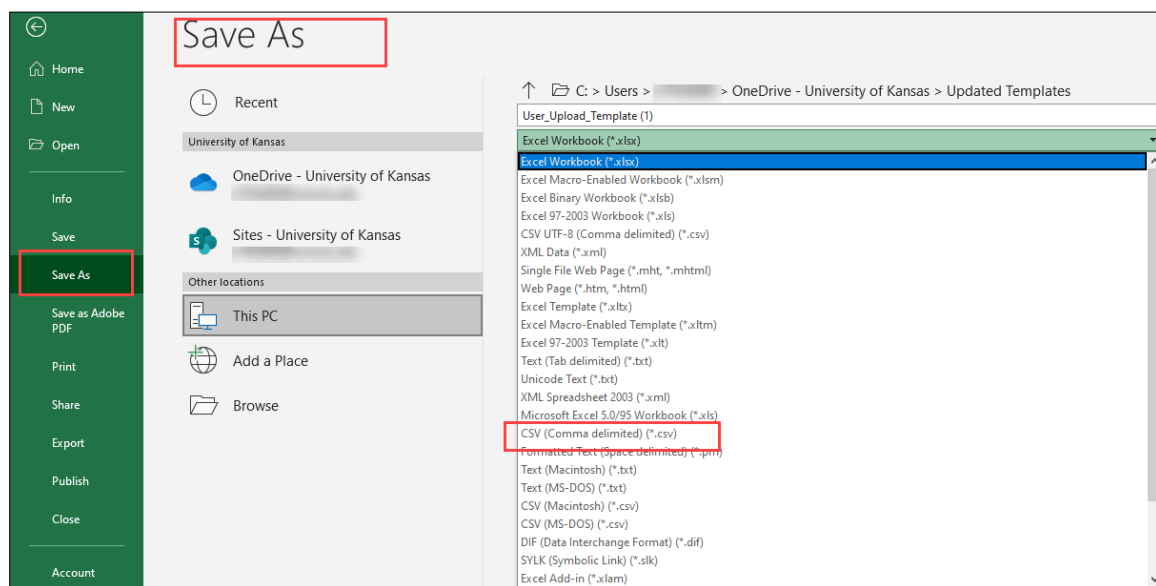 Save As
Home
New
Open
Info
Save
Save As
Save as Adobe
PDF
Print
Share
Export
Publish
Close
Account
Recent
University of Kansas
OneDrive - University of Kansas
Sites - University of Kansas
Other locations
This PC
Add a Place
Browse
C: > Users > > OneDrive - University of Kansas > Updated Templates
User_Upload_Template (1)
Excel Workbook (*.xlsx)
Excel Workbook (*.xlsx)
Excel Macro-Enabled Workbook (*.xlsm)
Excel Binary Workbook (*.xlsb)
Excel 97-2003 Workbook (*.xls)
CSV UTF-8 (Comma delimited) (*.csv)
XML Data (*.xml)
Single File Web Page (*.mht, *.mhtml)
Web Page (*.htm, *.html)
Excel Template (*.xltx)
Excel Macro-Enabled Template (*.xltm)
Excel 97-2003 Template (*.xlt)
Text (Tab delimited) (*.txt)
Unicode Text (*.txt)
XML Spreadsheet 2003 (*.xml)
Microsoft Excel 5.0/95 Workbook (*.xls)
CSV (Comma delimited) (*.csv)
Formatted Text (Space delimited) (*.prn)
Text (Macintosh) (*.txt)
Text (MS-DOS) (*.txt)
CSV (Macintosh) (*.csv)
CSV (MS-DOS) (*.csv)
DIF (Data Interchange Format) (*.dif)
SYLK (Symbolic Link) (*.slk)
Excel Add-in (*.xlam)